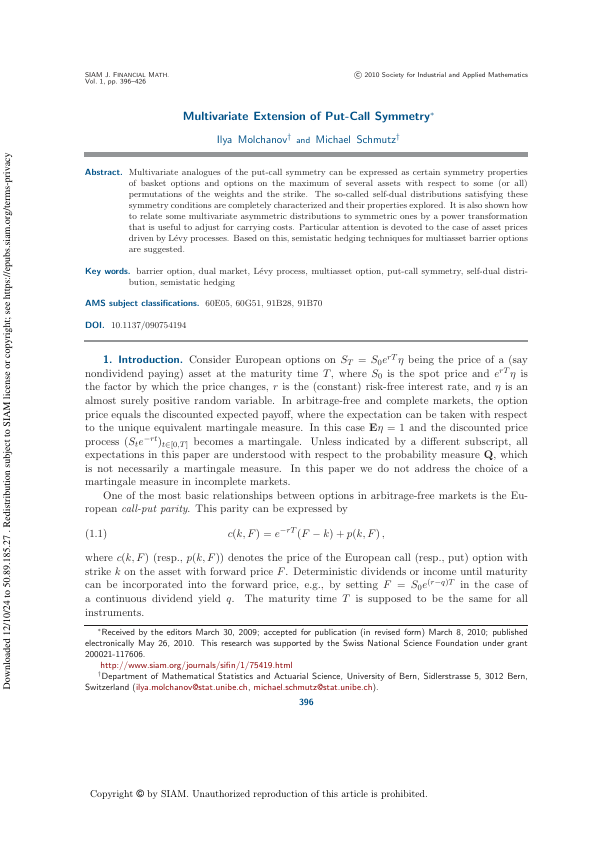 SIAM J. FINANCIAL MATH.
Vol. 1, pp. 396–426
© 2010 Society for Industrial and Applied Mathematics
Multivariate Extension of Put-Call Symmetry*
Ilya Molchanov† and Michael Schmutz†
Abstract. Multivariate analogues of the put-call symmetry can be expressed as certain symmetry properties
of basket options and options on the maximum of several assets with respect to some (or all)
permutations of the weights and the strike. The so-called self-dual distributions satisfying these
symmetry conditions are completely characterized and their properties explored. It is also shown how
to relate some multivariate asymmetric distributions to symmetric ones by a power transformation
that is useful to adjust for carrying costs. Particular attention is devoted to the case of asset prices
driven by Lévy processes. Based on this, semistatic hedging techniques for multiasset barrier options
are suggested.
Key words. barrier option, dual market, Lévy process, multiasset option, put-call symmetry, self-dual distri-
bution, semistatic hedging
AMS subject classifications. 60E05, 60G51, 91B28, 91B70
DOI. 10.1137/090754194
1. Introduction. Consider European options on S_T = S_0e^{rT}η being the price of a (say
nondividend paying) asset at the maturity time T, where S_0 is the spot price and e^{rT}η is
the factor by which the price changes, r is the (constant) risk-free interest rate, and η is an
almost surely positive random variable. In arbitrage-free and complete markets, the option
price equals the discounted expected payoff, where the expectation can be taken with respect
to the unique equivalent martingale measure. In this case Eη = 1 and the discounted price
process (S_te^{−rt})_{t∈[0,T]} becomes a martingale. Unless indicated by a different subscript, all
expectations in this paper are understood with respect to the probability measure Q, which
is not necessarily a martingale measure. In this paper we do not address the choice of a
martingale measure in incomplete markets.
One of the most basic relationships between options in arbitrage-free markets is the Eu-
ropean call-put parity. This parity can be expressed by
(1.1) c(k, F) = e^{−rT}(F − k) + p(k, F) ,
where c(k, F) (resp., p(k, F)) denotes the price of the European call (resp., put) option with
strike k on the asset with forward price F. Deterministic dividends or income until maturity
can be incorporated into the forward price, e.g., by setting F = S_0e^{(r−q)T} in the case of
a continuous dividend yield q. The maturity time T is supposed to be the same for all
instruments.
*Received by the editors March 30, 2009; accepted for publication (in revised form) March 8, 2010; published
electronically May 26, 2010. This research was supported by the Swiss National Science Foundation under grant
200021-117606.
http://www.siam.org/journals/sifin/1/75419.html
†Department of Mathematical Statistics and Actuarial Science, University of Bern, Sidlerstrasse 5, 3012 Bern,
Switzerland (ilya.molchanov@stat.unibe.ch, michael.schmutz@stat.unibe.ch).
396
Copyright © by SIAM. Unauthorized reproduction of this article is prohibited.
Downloaded 12/10/24 to 50.89.185.27 . Redistribution subject to SIAM license or copyright; see https://epubs.siam.org/terms-privacy